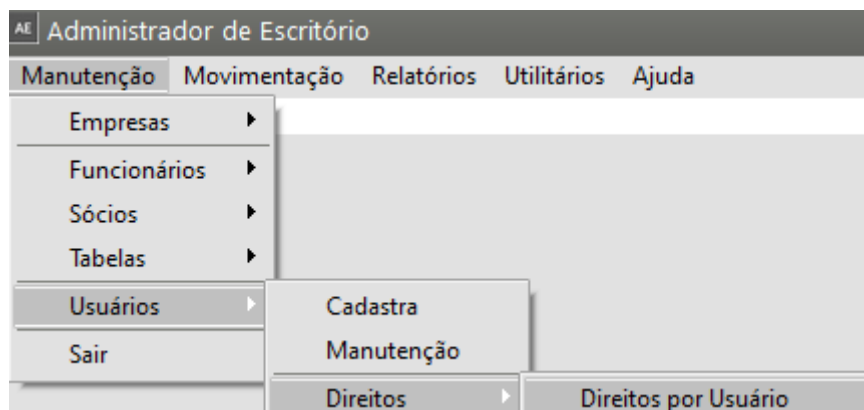 AE Administrador de Escritório
Manutenção Movimentação Relatórios Utilitários Ajuda
Empresas
Funcionários
Sócios
Tabelas
Usuários
Sair
Cadastra
Manutenção
Direitos
Direitos por Usuário